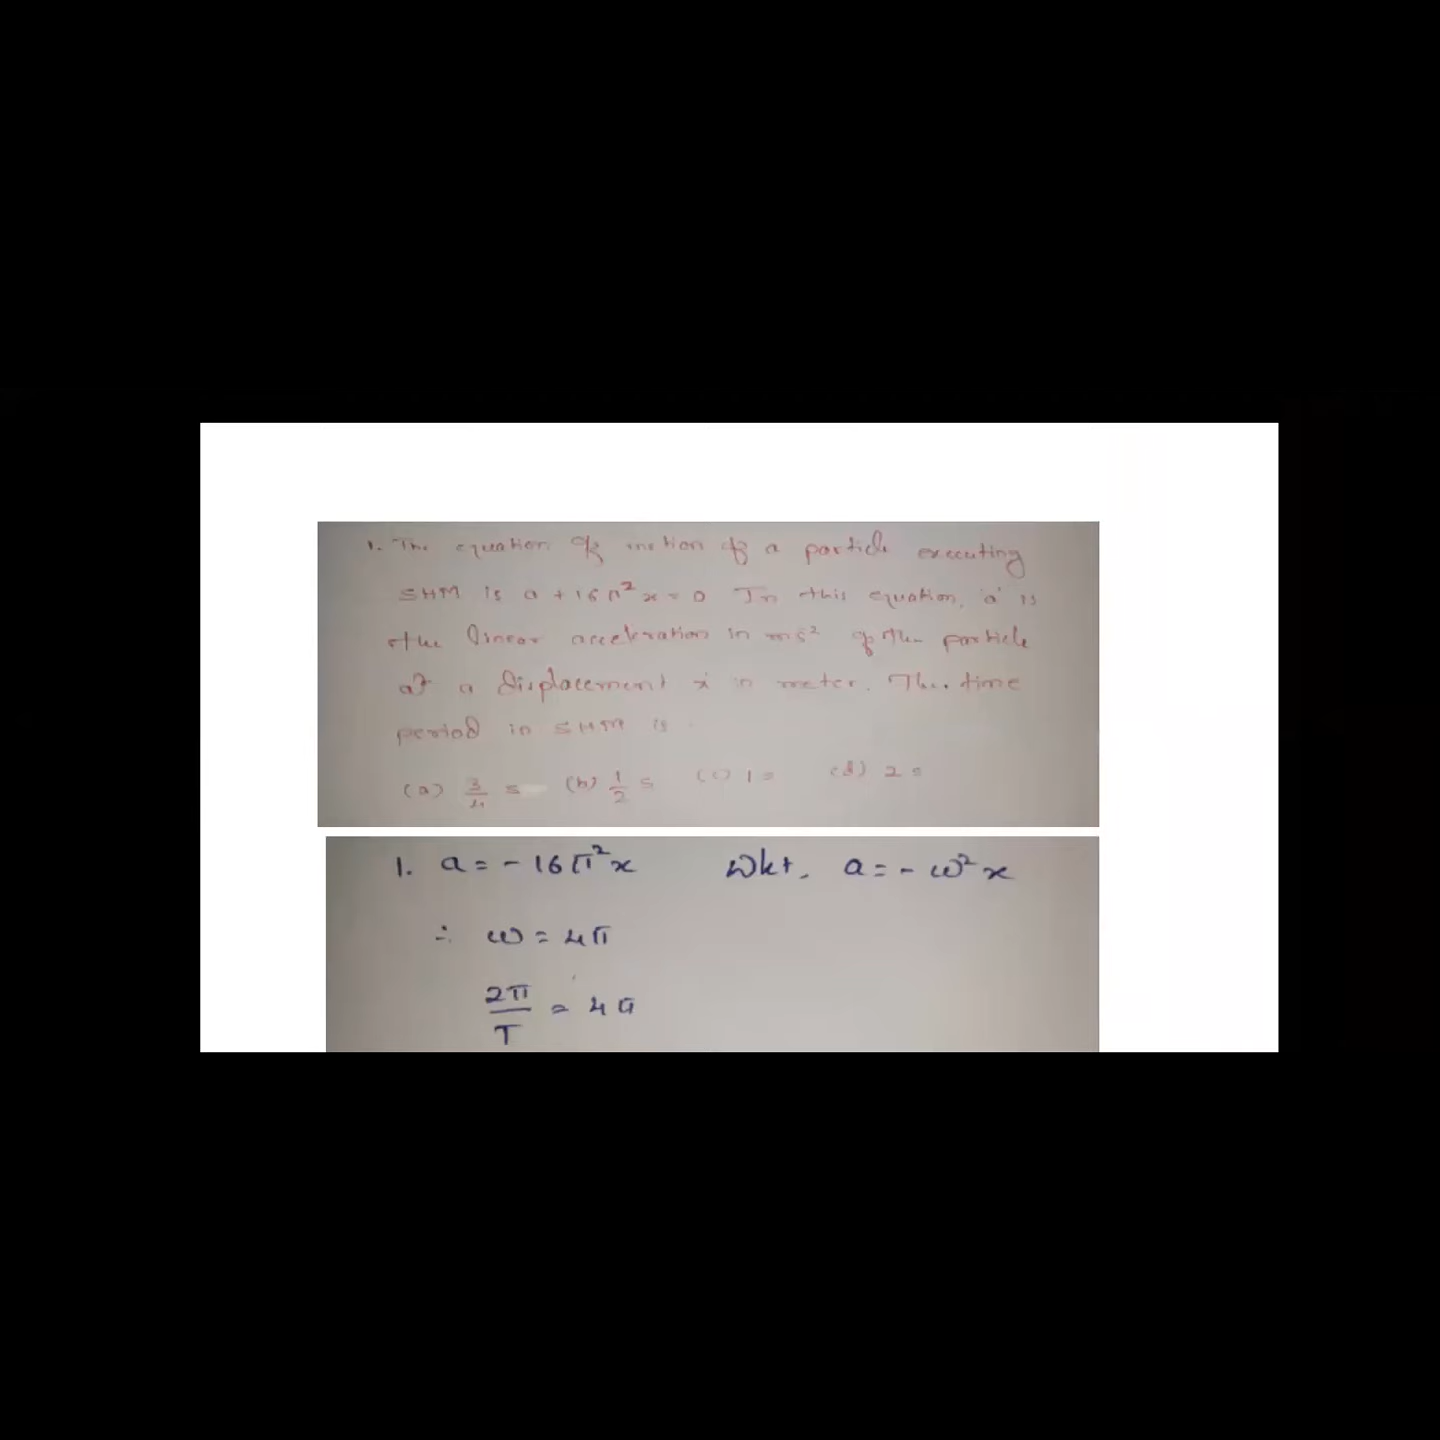 1. The equation of motion of a particle executing
SHM is a + 16π²x = 0 In this equation, 'a' is
the linear acceleration in ms² of the particle
at a displacement 'x' in meter. The time
period in SHM is
(a) 3/4 s (b) 1/2 s (c) 1 s (d) 2 s
1. a = - 16π²x Wkt, a = - ω²x
∴ ω = 4π
2π/T = 4π